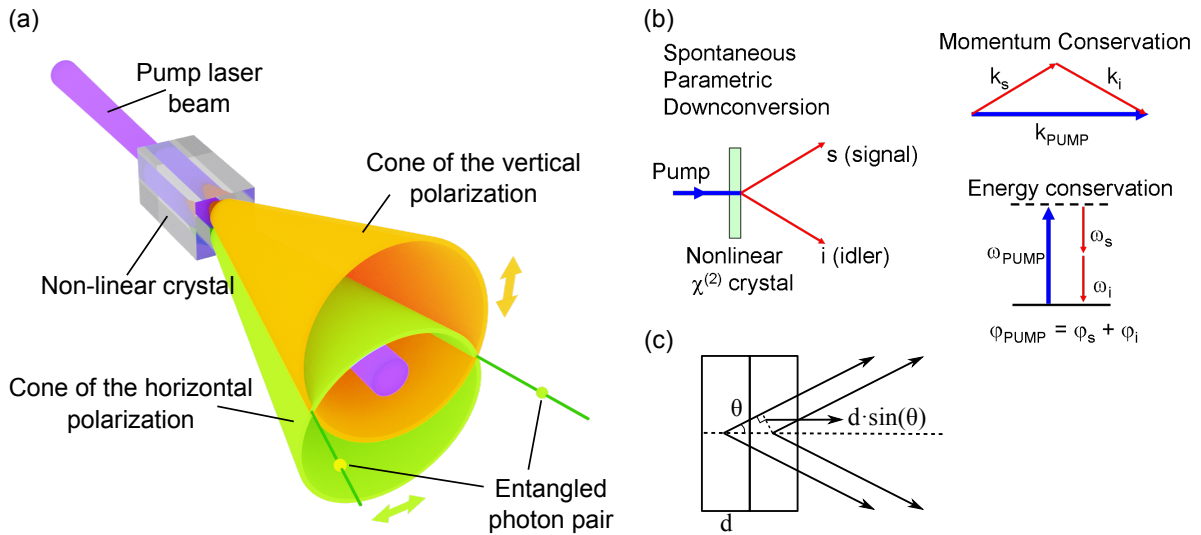 (a)
Pump laser
beam
Non-linear crystal
Cone of the vertical
polarization
Cone of the horizontal
polarization
Entangled
photon pair
(b)
Spontaneous
Parametric
Downconversion
Pump
s (signal)
i (idler)
Nonlinear
χ(2) crystal
Momentum Conservation
ks
ki
kPUMP
Energy conservation
ωPUMP
ωs
ωi
φPUMP = φs + φi
(c)
θ
d·sin(θ)
d